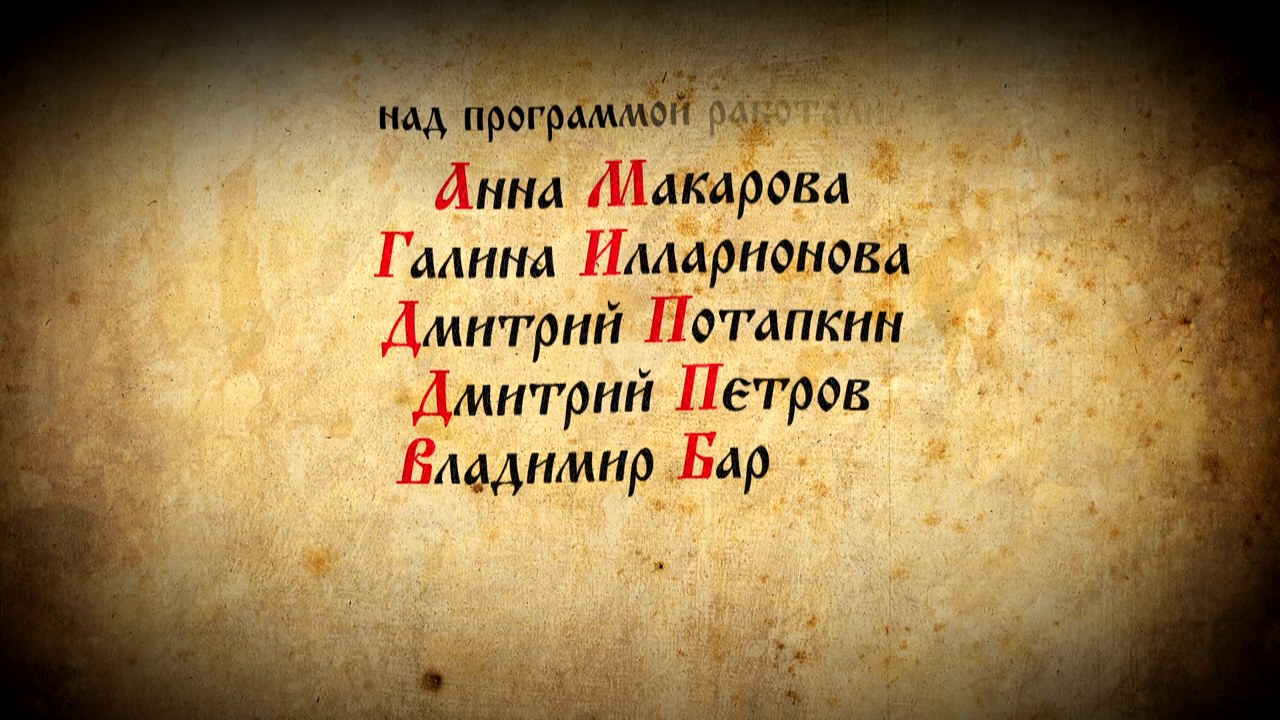 над программой работали
Анна Макарова
Галина Илларионова
Дмитрий Потапкин
Дмитрий Петров
Владимир Бар